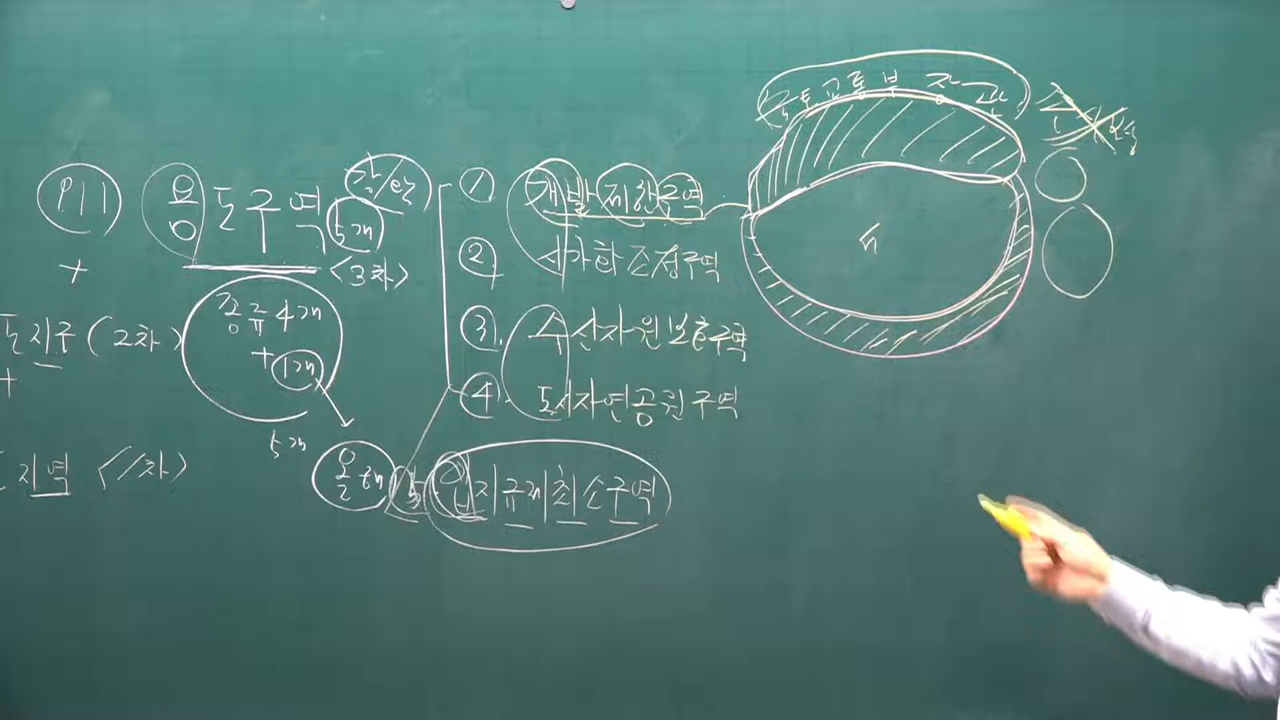 국토교통부 장관
용도구역 강/완 5개
<3차>
① 개발제한구역
② 시가화조정구역
③ 수산자원보호구역
④ 도시자연공원구역
종류 4개
+ 1개
5개
도지구 (2차)
+
+
지역 <1차>
입지규제최소구역